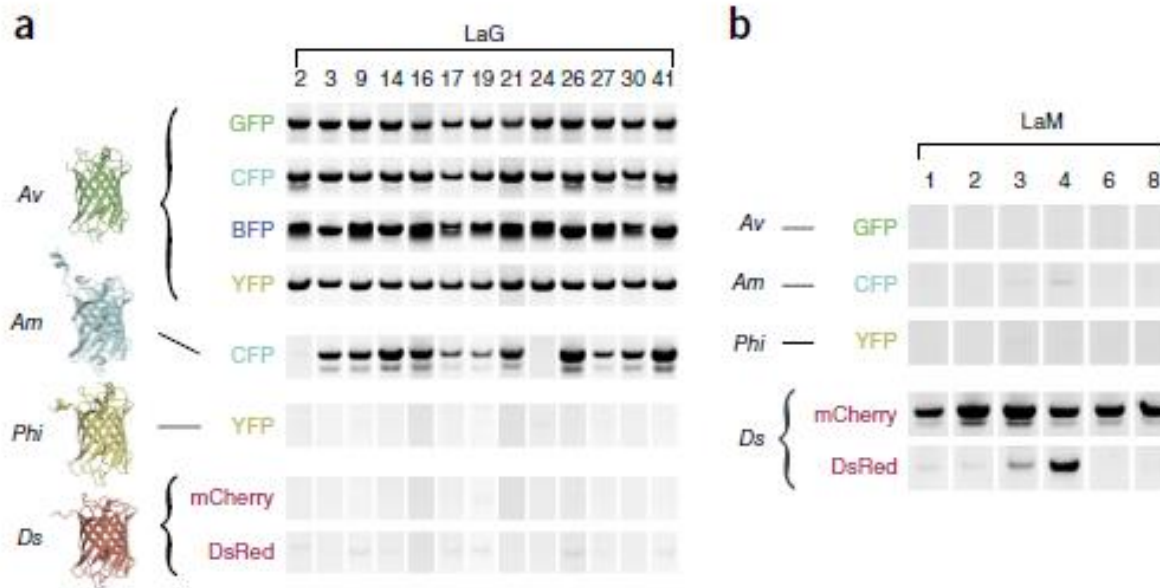 a
LaG
2 3 9 14 16 17 19 21 24 26 27 30 41
Av
GFP
CFP
BFP
YFP
Am
CFP
Phi
YFP
Ds
mCherry
DsRed
b
LaM
1 2 3 4 6 8
Av GFP
Am CFP
Phi YFP
Ds
mCherry
DsRed